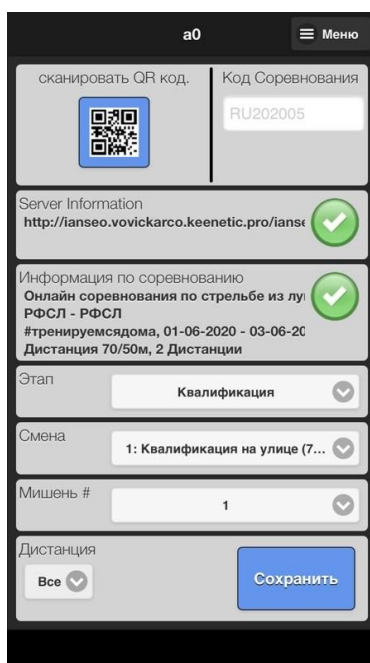 a0
Меню
сканировать QR код.
Код Соревнования
RU202005
Server Information
http://ianseo.vovickarco.keenetic.pro/ianse
Информация по соревнованию
Онлайн соревнования по стрельбе из лу
РФСЛ - РФСЛ
#тренируемсядома, 01-06-2020 - 03-06-20
Дистанция 70/50м, 2 Дистанции
Этап
Квалификация
Смена
1: Квалификация на улице (7...
Мишень #
1
Дистанция
Все
Сохранить